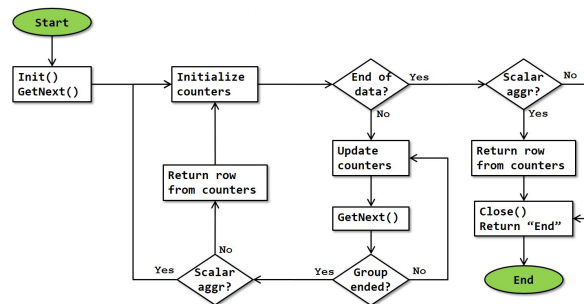 Start
Init()
GetNext()
Initialize
counters
End of
data?
Yes
Scalar
aggr?
No
No
Yes
Update
counters
Return row
from counters
Return row
from counters
GetNext()
Close()
Return “End”
No
Yes
Scalar
aggr?
Yes
Group
ended?
No
End